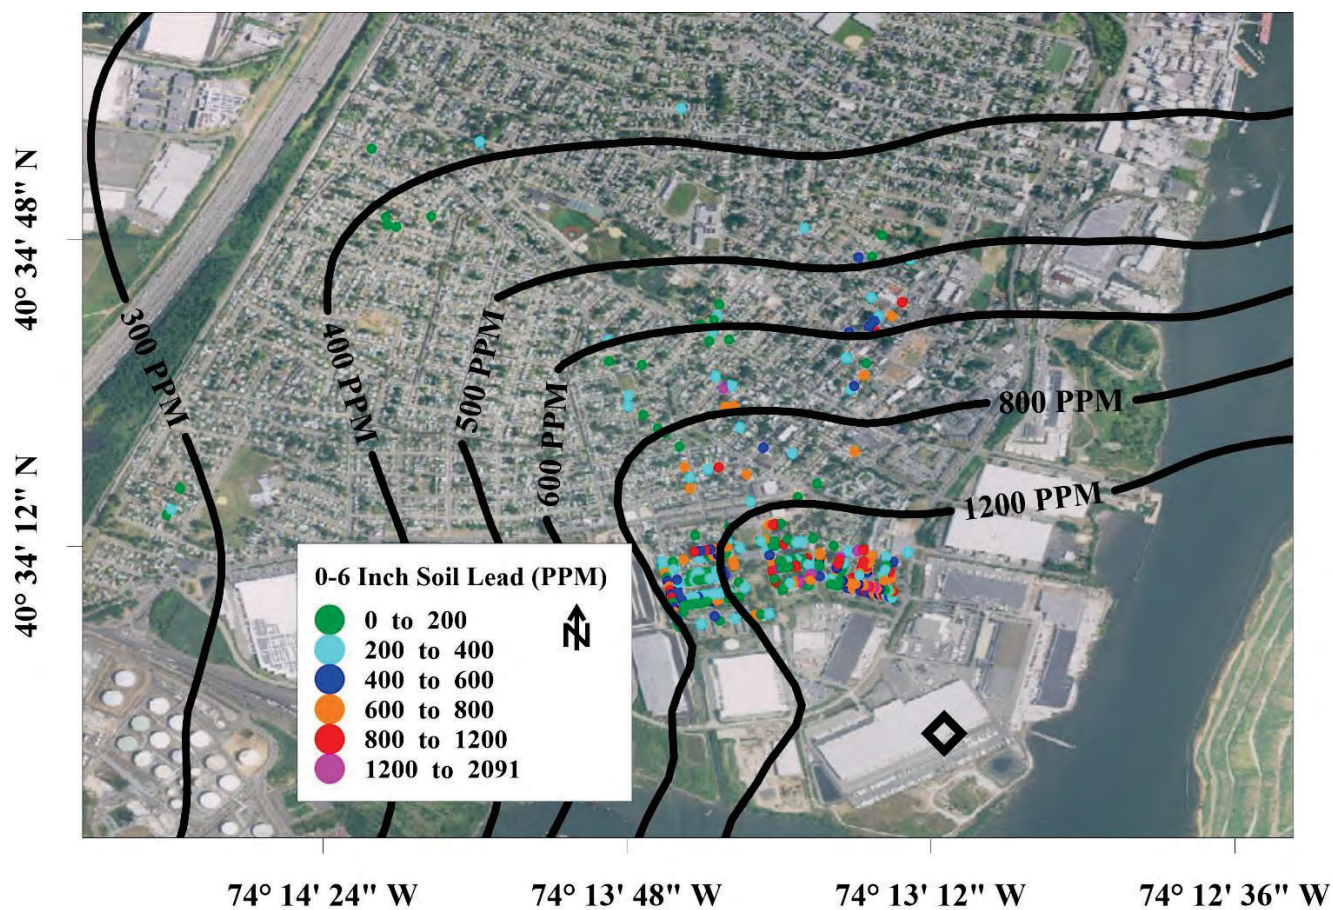 40° 34' 48" N
40° 34' 12" N
300 PPM
400 PPM
500 PPM
600 PPM
800 PPM
1200 PPM
0-6 Inch Soil Lead (PPM)
N
0 to 200
200 to 400
400 to 600
600 to 800
800 to 1200
1200 to 2091
74° 14' 24" W
74° 13' 48" W
74° 13' 12" W
74° 12' 36" W